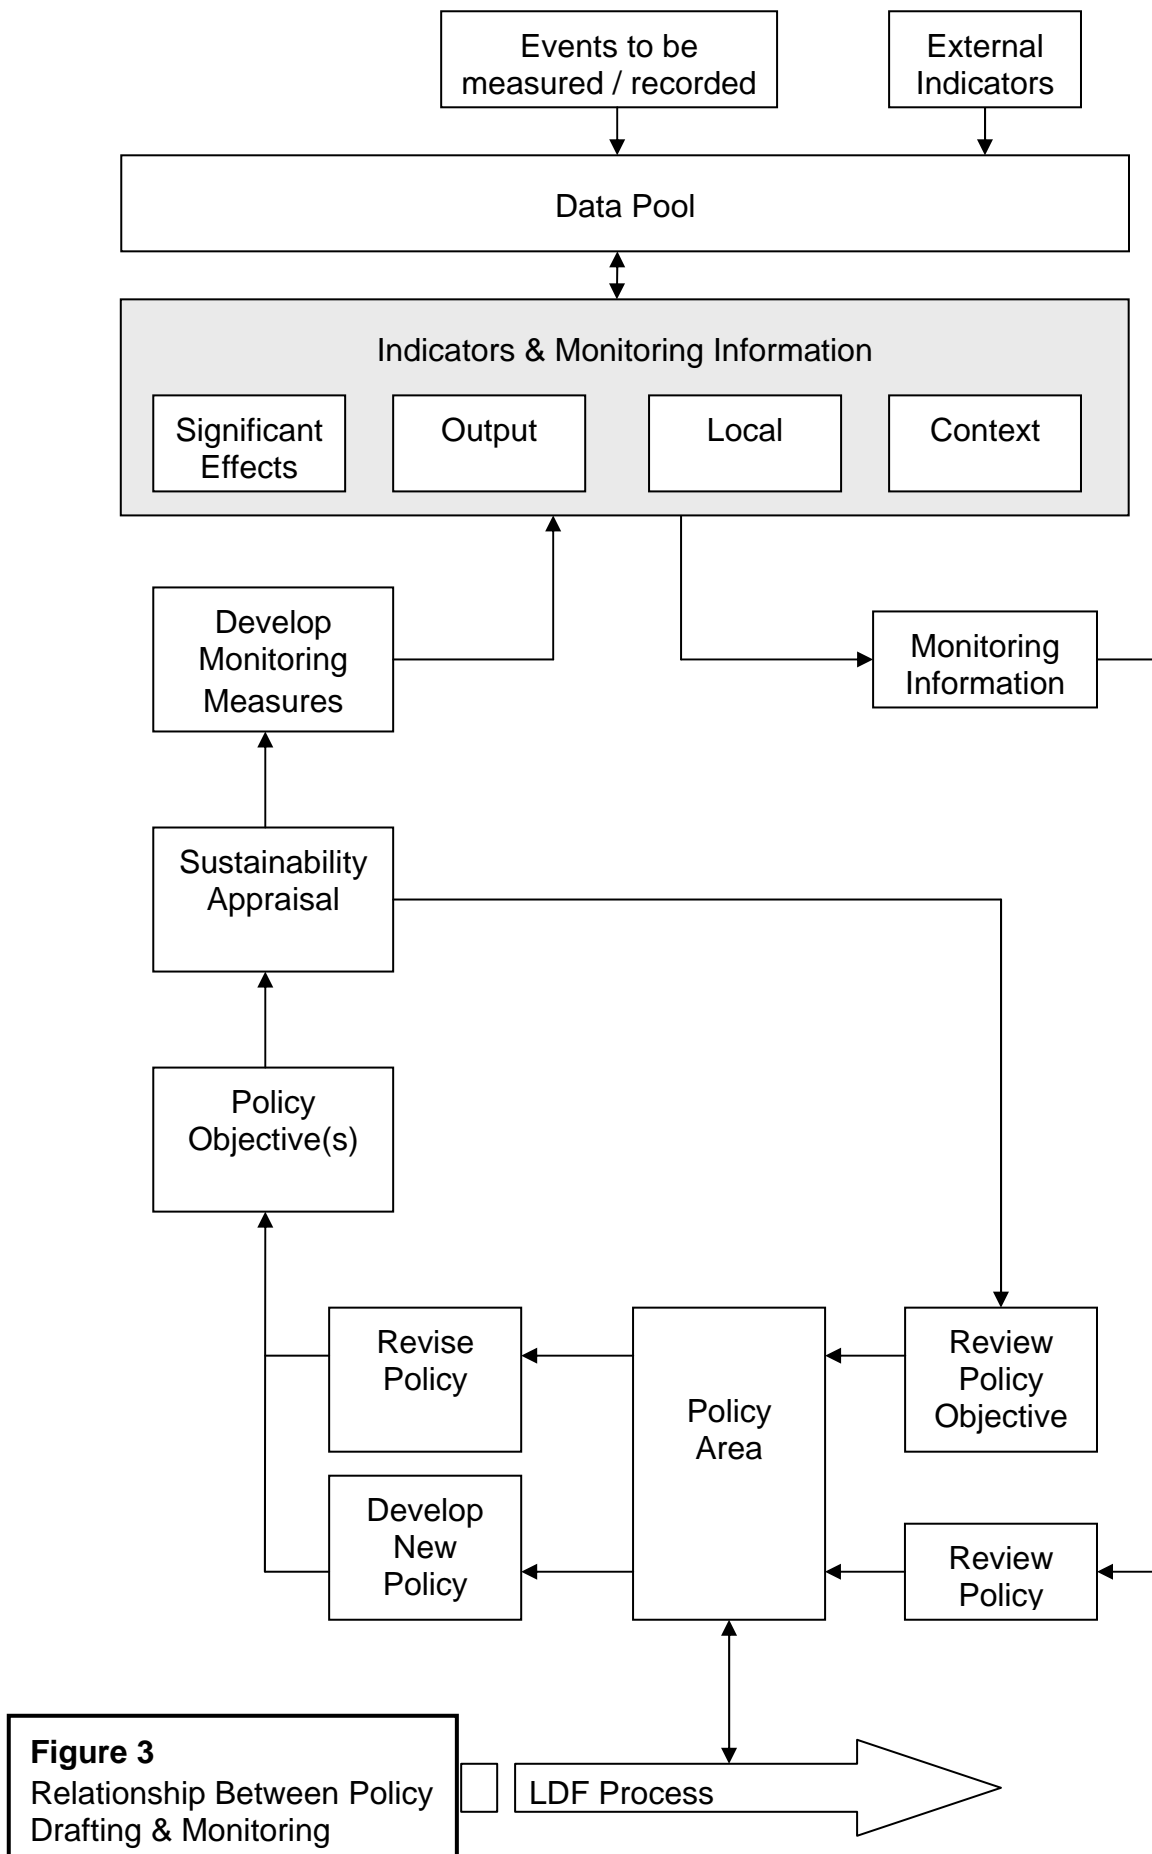 Events to be
measured / recorded
External
Indicators
Data Pool
Indicators & Monitoring Information
Significant
Effects
Output
Local
Context
Develop
Monitoring
Measures
Monitoring
Information
Sustainability
Appraisal
Policy
Objective(s)
Revise
Policy
Policy
Area
Review
Policy
Objective
Develop
New
Policy
Review
Policy
Figure 3
Relationship Between Policy
Drafting & Monitoring
LDF Process